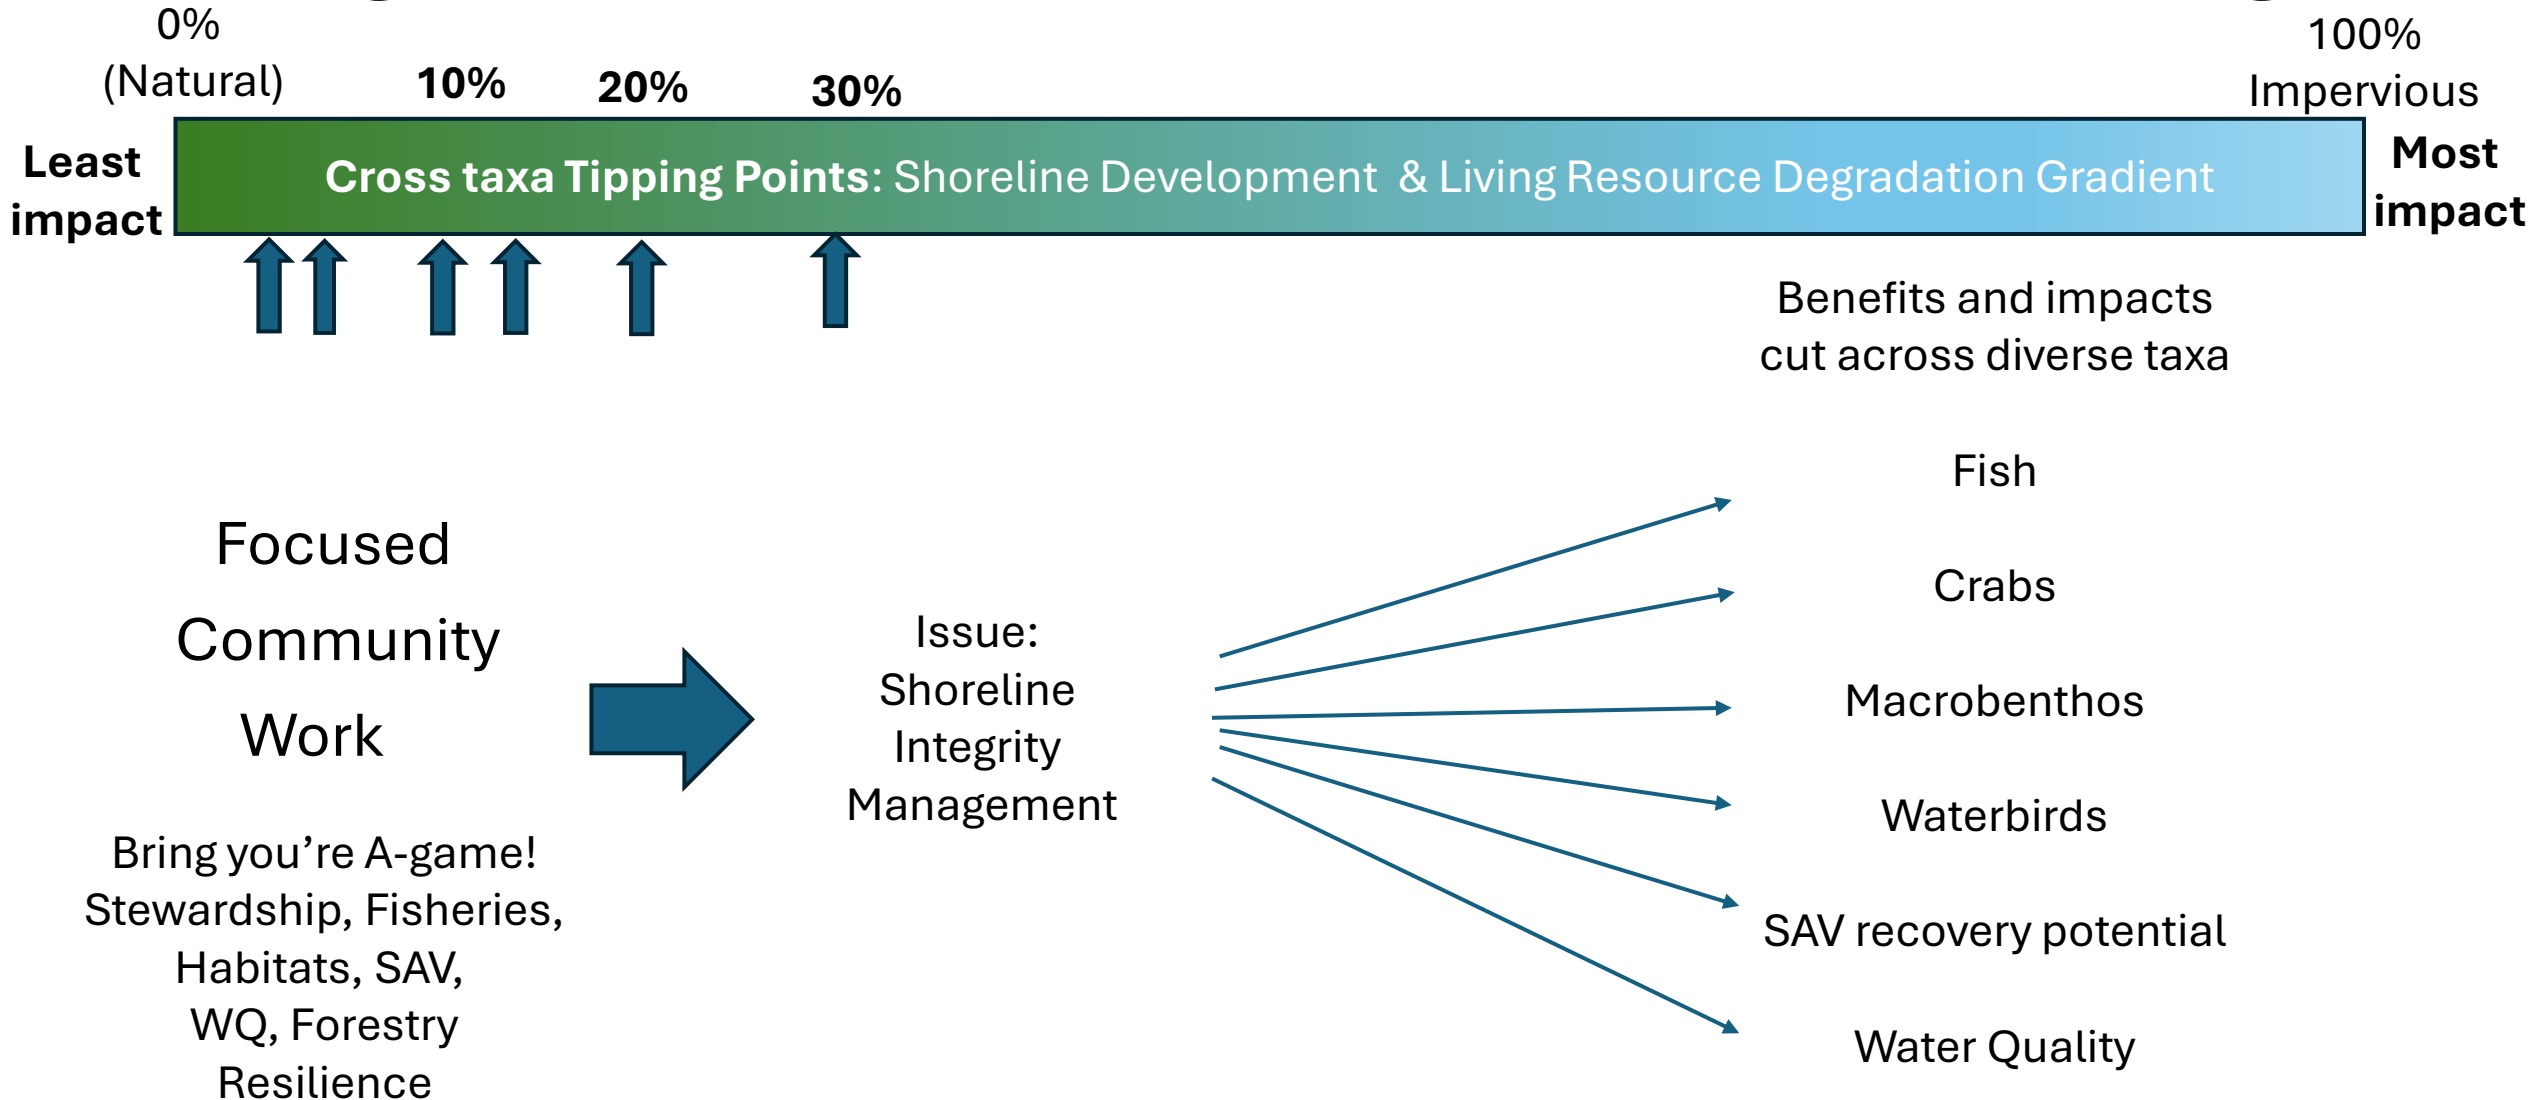 0%
(Natural)
10%
20%
30%
100%
Impervious
Least
impact
Cross taxa Tipping Points: Shoreline Development & Living Resource Degradation Gradient
Most
impact
Benefits and impacts
cut across diverse taxa
Focused
Community
Work
Bring you’re A-game!
Stewardship, Fisheries,
Habitats, SAV,
WQ, Forestry
Resilience
Issue:
Shoreline
Integrity
Management
Fish
Crabs
Macrobenthos
Waterbirds
SAV recovery potential
Water Quality